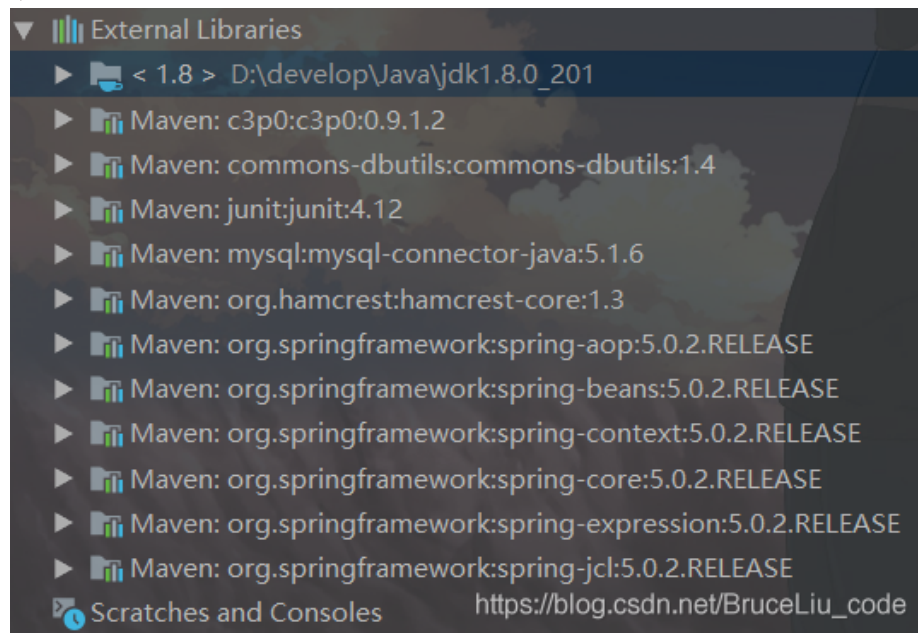 External Libraries
< 1.8 > D:\develop\Java\jdk1.8.0_201
Maven: c3p0:c3p0:0.9.1.2
Maven: commons-dbutils:commons-dbutils:1.4
Maven: junit:junit:4.12
Maven: mysql:mysql-connector-java:5.1.6
Maven: org.hamcrest:hamcrest-core:1.3
Maven: org.springframework:spring-aop:5.0.2.RELEASE
Maven: org.springframework:spring-beans:5.0.2.RELEASE
Maven: org.springframework:spring-context:5.0.2.RELEASE
Maven: org.springframework:spring-core:5.0.2.RELEASE
Maven: org.springframework:spring-expression:5.0.2.RELEASE
Maven: org.springframework:spring-jcl:5.0.2.RELEASE
Scratches and Consoles
https://blog.csdn.net/BruceLiu_code